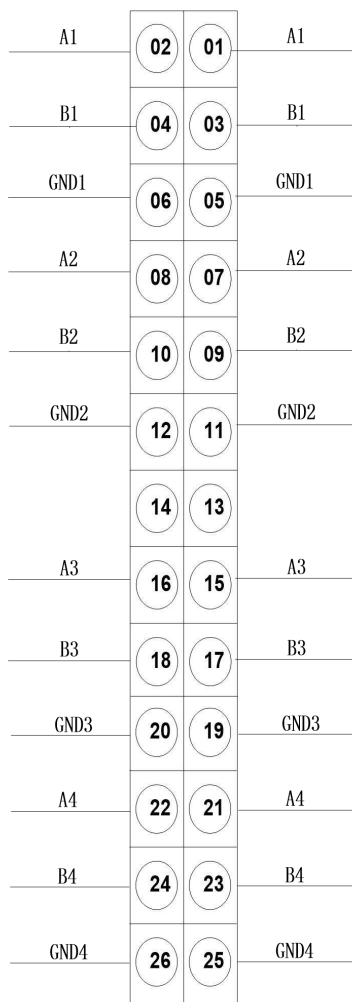 A1 02 01 A1
B1 04 03 B1
GND1 06 05 GND1
A2 08 07 A2
B2 10 09 B2
GND2 12 11 GND2
14 13
A3 16 15 A3
B3 18 17 B3
GND3 20 19 GND3
A4 22 21 A4
B4 24 23 B4
GND4 26 25 GND4